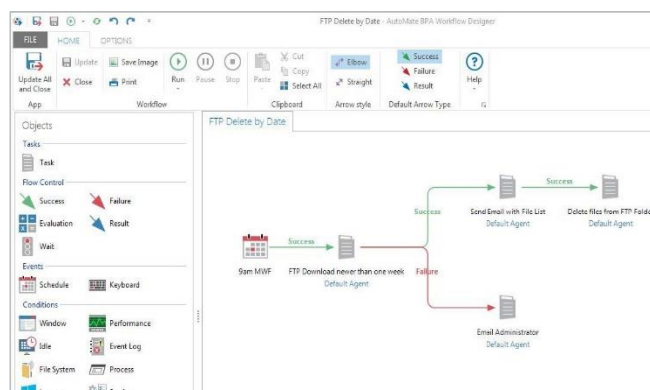 FTP Delete by Date - AutoMate BPA Workflow Designer
FILE HOME OPTIONS
Update All and Close
Update
Close
Save Image
Print
Run
Pause
Stop
Paste
Cut
Copy
Select All
Elbow
Straight
Success
Failure
Result
Help
App
Workflow
Clipboard
Arrow style
Default Arrow Type
Objects
FTP Delete by Date
Tasks
Task
Flow Control
Success Failure
Evaluation Result
Wait
Events
Schedule Keyboard
Conditions
Window Performance
Idle Event Log
File System Process
9am MWF
Success
FTP Download newer than one week
Default Agent
Success
Failure
Send Email with File List
Default Agent
Success
Delete files from FTP Folde
Default Agent
Email Administrator
Default Agent